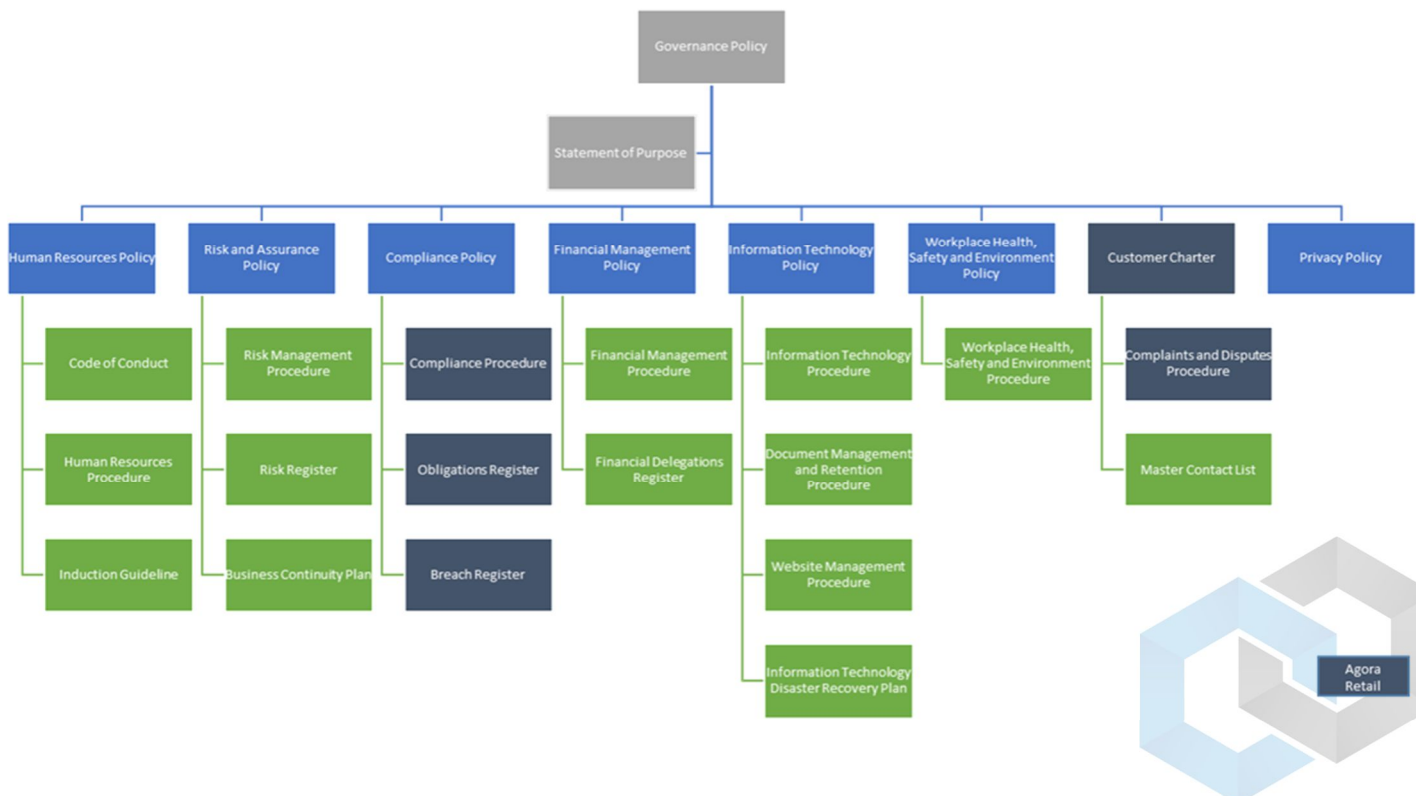 Governance Policy
Statement of Purpose
Human Resources Policy
Risk and Assurance
Policy
Compliance Policy
Financial Management
Policy
Information Technology
Policy
Workplace Health,
Safety and Environment
Policy
Customer Charter
Privacy Policy
Code of Conduct
Risk Management
Procedure
Compliance Procedure
Financial Management
Procedure
Information Technology
Procedure
Workplace Health,
Safety and Environment
Procedure
Complaints and Disputes
Procedure
Human Resources
Procedure
Risk Register
Obligations Register
Financial Delegations
Register
Document Management
and Retention
Procedure
Master Contact List
Induction Guideline
Business Continuity Plan
Breach Register
Website Management
Procedure
Information Technology
Disaster Recovery Plan
Agora
Retail